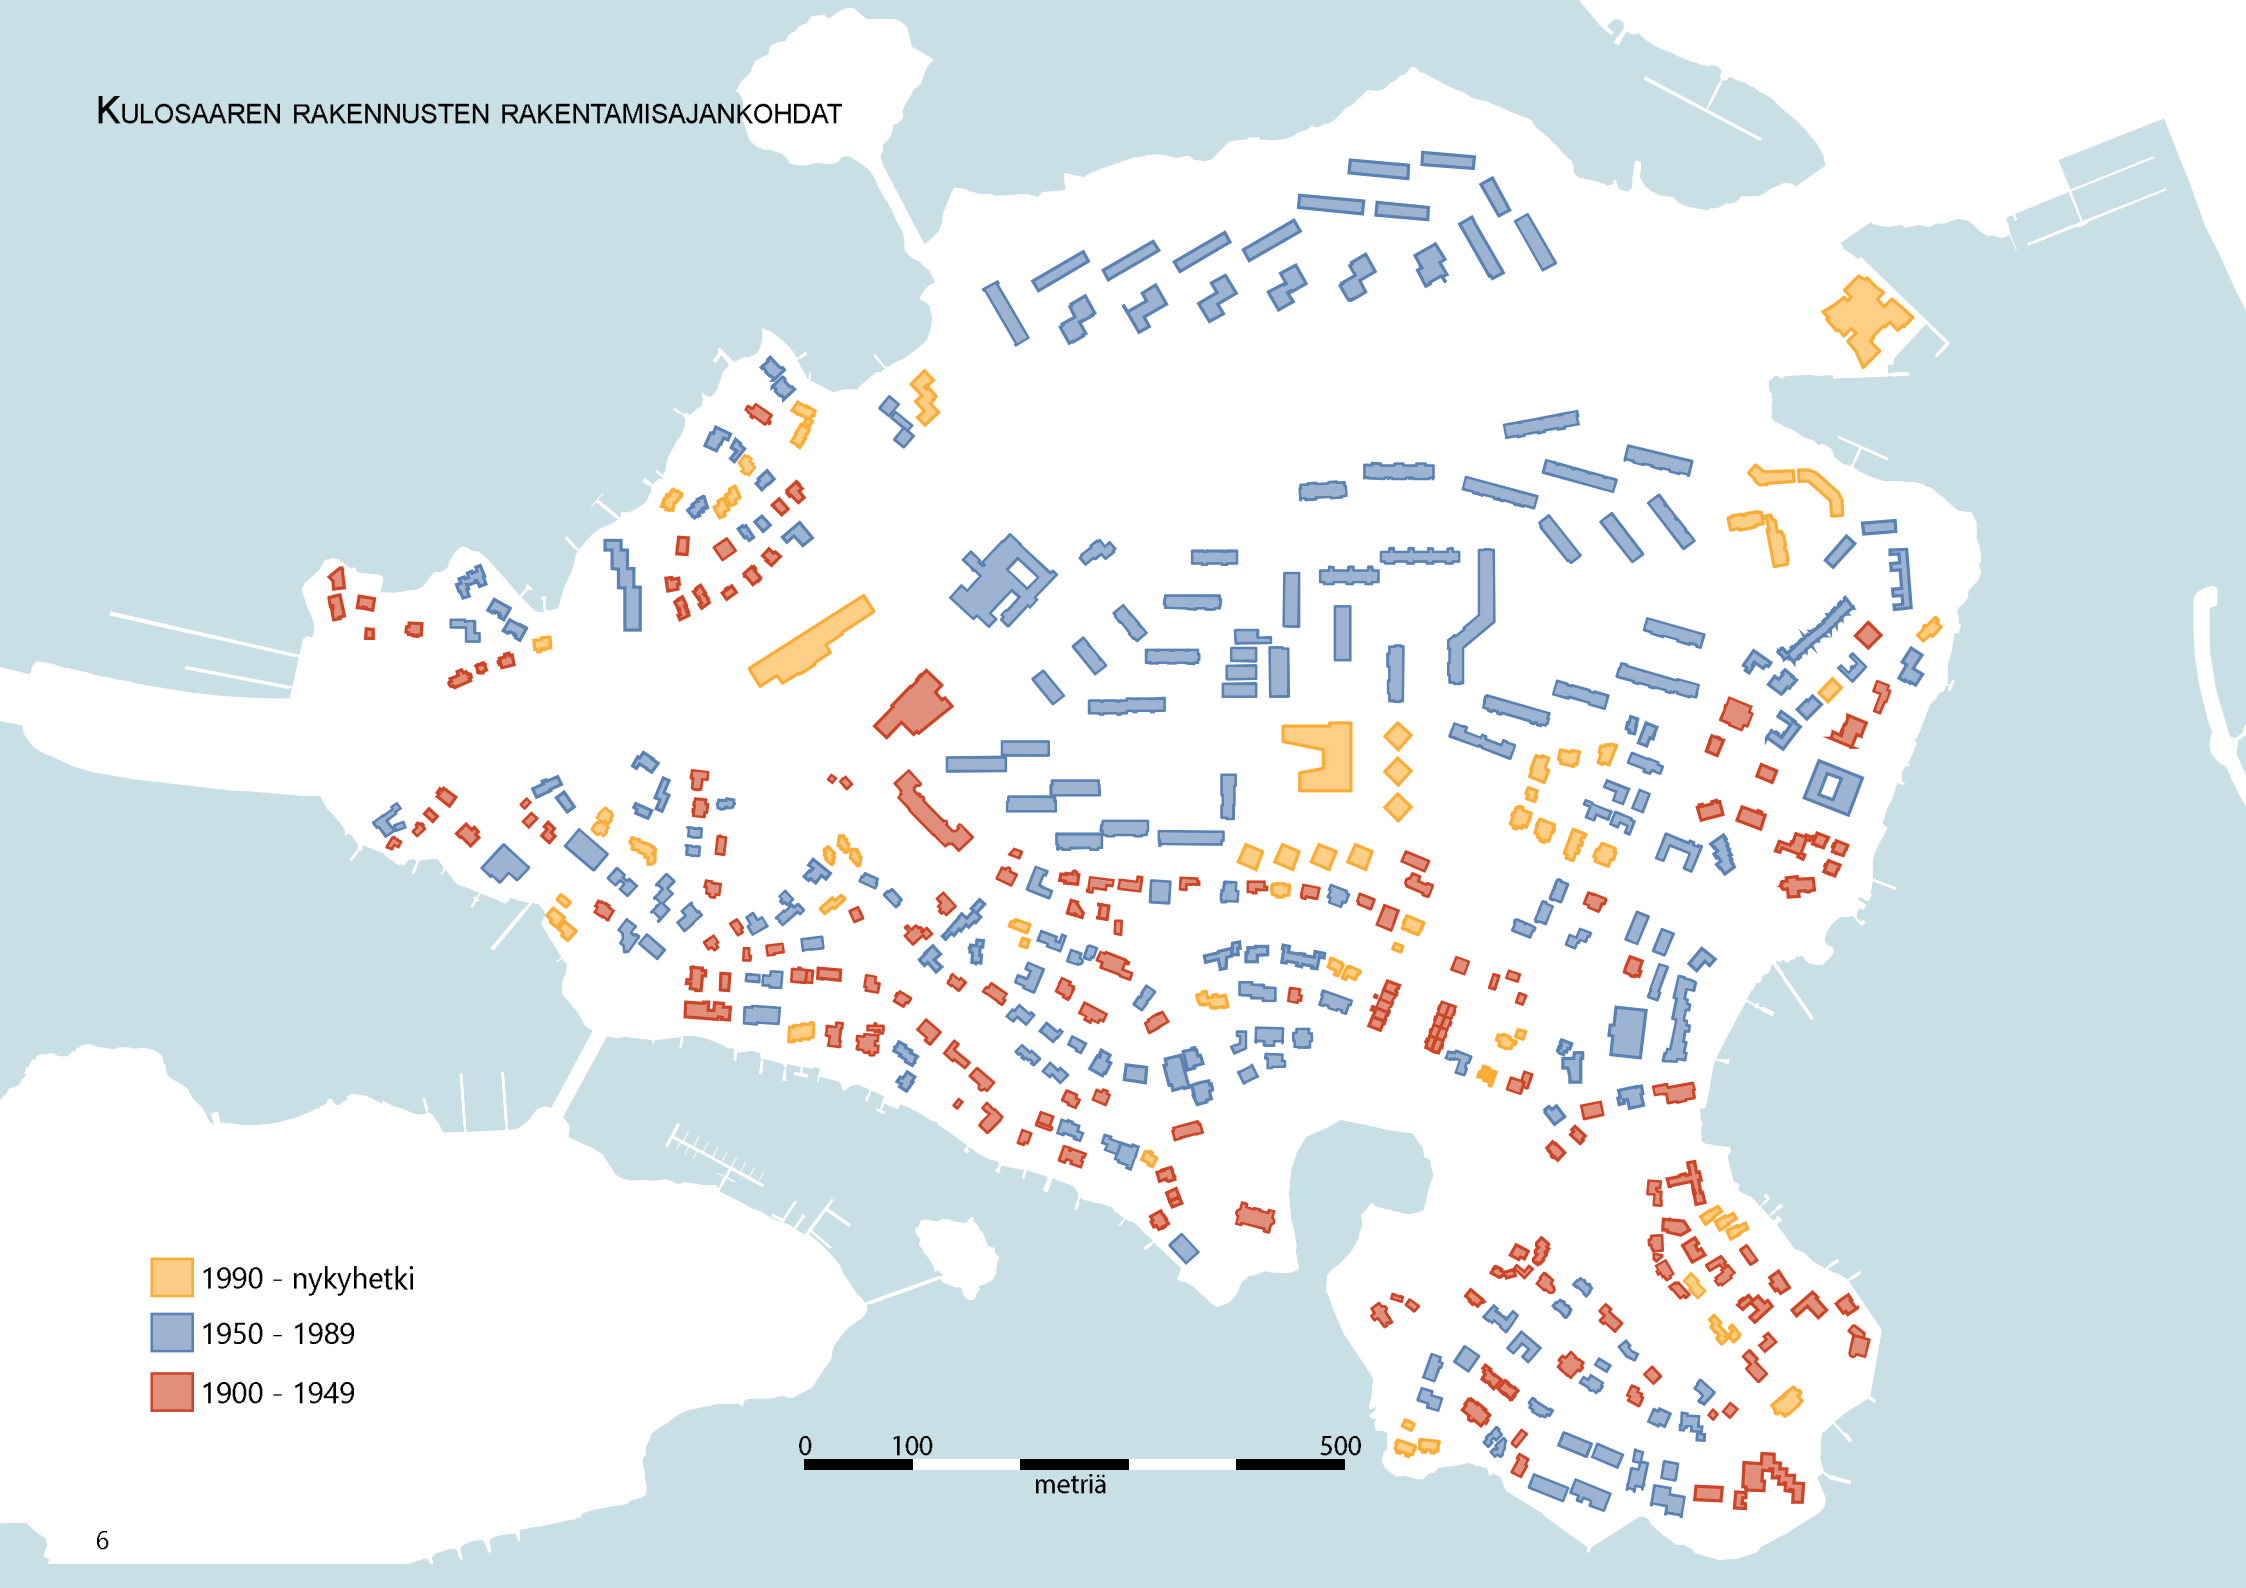 KULOSAAREN RAKENNUSTEN RAKENTAMISAJANKOHDAT
1990 - nykyhetki
1950 - 1989
1900 - 1949
0 100 500
metriä
6